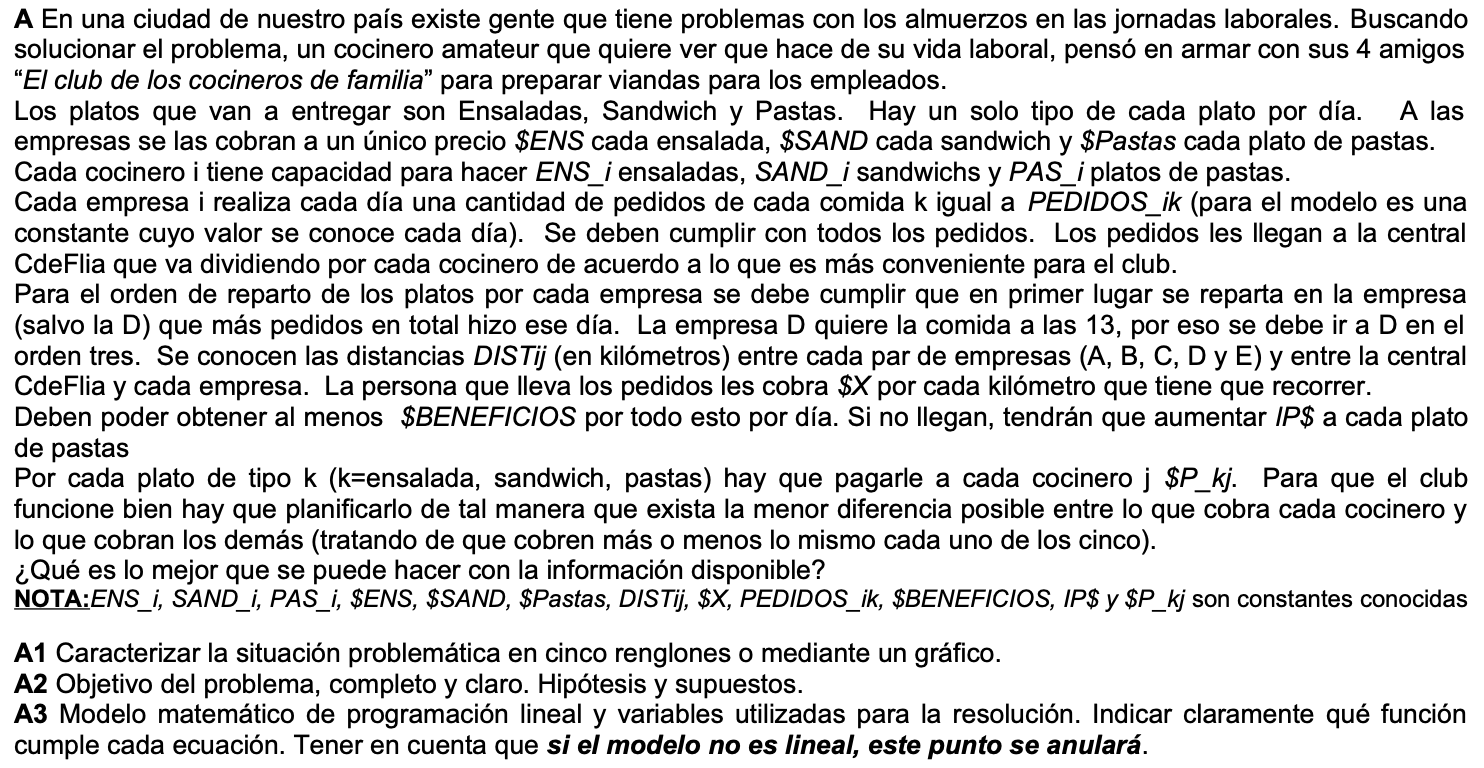 A En una ciudad de nuestro país existe gente que tiene problemas con los almuerzos en las jornadas laborales. Buscando
solucionar el problema, un cocinero amateur que quiere ver que hace de su vida laboral, pensó en armar con sus 4 amigos
“El club de los cocineros de familia” para preparar viandas para los empleados.
Los platos que van a entregar son Ensaladas, Sandwich y Pastas. Hay un solo tipo de cada plato por día. A las
empresas se las cobran a un único precio $ENS cada ensalada, $SAND cada sandwich y $Pastas cada plato de pastas.
Cada cocinero i tiene capacidad para hacer ENS_i ensaladas, SAND_i sandwichs y PAS_i platos de pastas.
Cada empresa i realiza cada día una cantidad de pedidos de cada comida k igual a PEDIDOS_ik (para el modelo es una
constante cuyo valor se conoce cada día). Se deben cumplir con todos los pedidos. Los pedidos les llegan a la central
CdeFlia que va dividiendo por cada cocinero de acuerdo a lo que es más conveniente para el club.
Para el orden de reparto de los platos por cada empresa se debe cumplir que en primer lugar se reparta en la empresa
(salvo la D) que más pedidos en total hizo ese día. La empresa D quiere la comida a las 13, por eso se debe ir a D en el
orden tres. Se conocen las distancias DISTij (en kilómetros) entre cada par de empresas (A, B, C, D y E) y entre la central
CdeFlia y cada empresa. La persona que lleva los pedidos les cobra $X por cada kilómetro que tiene que recorrer.
Deben poder obtener al menos $BENEFICIOS por todo esto por día. Si no llegan, tendrán que aumentar IP$ a cada plato
de pastas
Por cada plato de tipo k (k=ensalada, sandwich, pastas) hay que pagarle a cada cocinero j $P_kj. Para que el club
funcione bien hay que planificarlo de tal manera que exista la menor diferencia posible entre lo que cobra cada cocinero y
lo que cobran los demás (tratando de que cobren más o menos lo mismo cada uno de los cinco).
¿Qué es lo mejor que se puede hacer con la información disponible?
NOTA:ENS_i, SAND_i, PAS_i, $ENS, $SAND, $Pastas, DISTij, $X, PEDIDOS_ik, $BENEFICIOS, IP$ y $P_kj son constantes conocidas
A1 Caracterizar la situación problemática en cinco renglones o mediante un gráfico.
A2 Objetivo del problema, completo y claro. Hipótesis y supuestos.
A3 Modelo matemático de programación lineal y variables utilizadas para la resolución. Indicar claramente qué función
cumple cada ecuación. Tener en cuenta que si el modelo no es lineal, este punto se anulará.